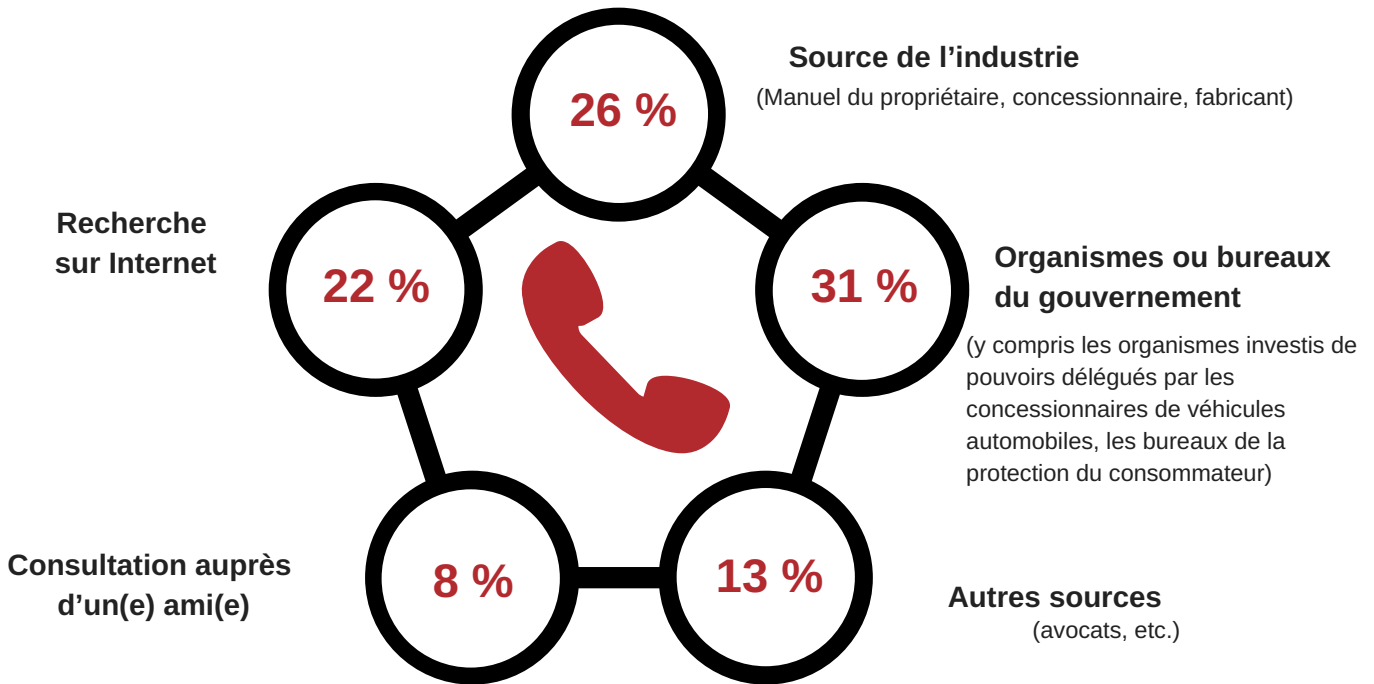 26 %
Source de l’industrie
(Manuel du propriétaire, concessionnaire, fabricant)
Recherche
sur Internet
22 %
31 %
Organismes ou bureaux
du gouvernement
(y compris les organismes investis de
pouvoirs délégués par les
concessionnaires de véhicules
automobiles, les bureaux de la
protection du consommateur)
Consultation auprès
d’un(e) ami(e)
8 %
13 %
Autres sources
(avocats, etc.)